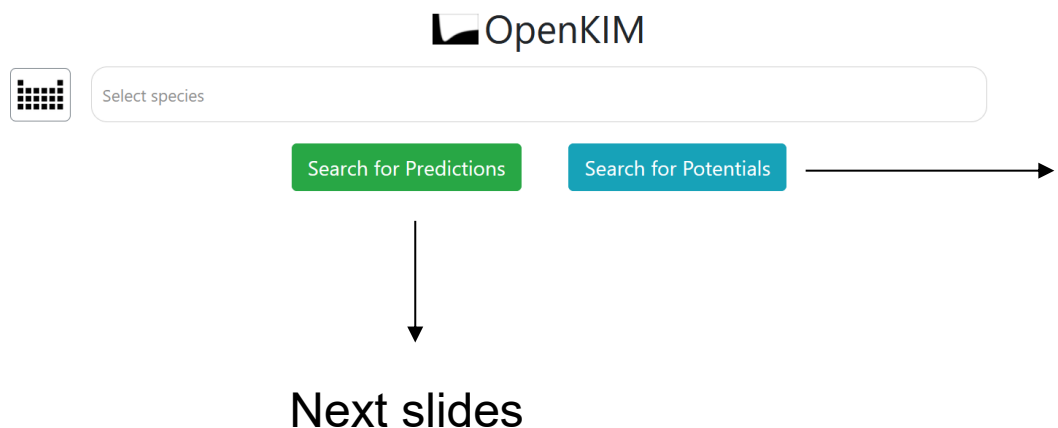 OpenKIM
Select species
Search for Predictions Search for Potentials
Next slides